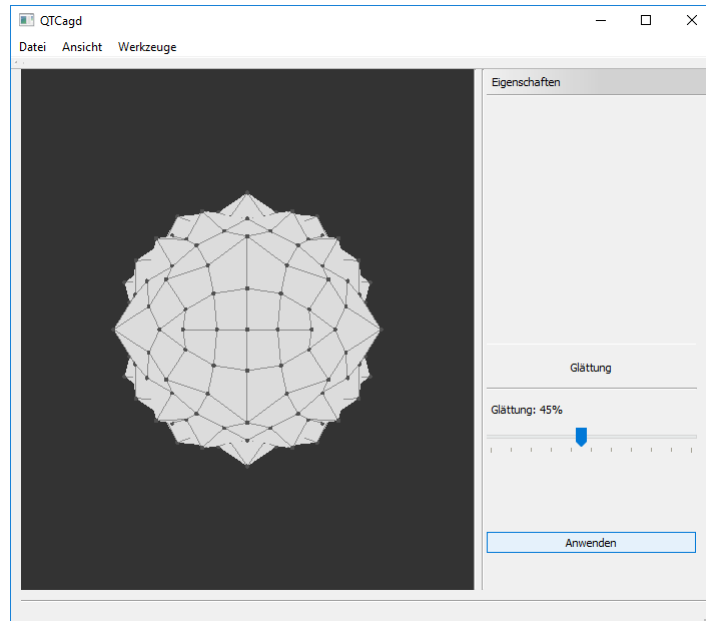 QTCagd
Datei Ansicht Werkzeuge
Eigenschaften
Glättung
Glättung: 45%
Anwenden